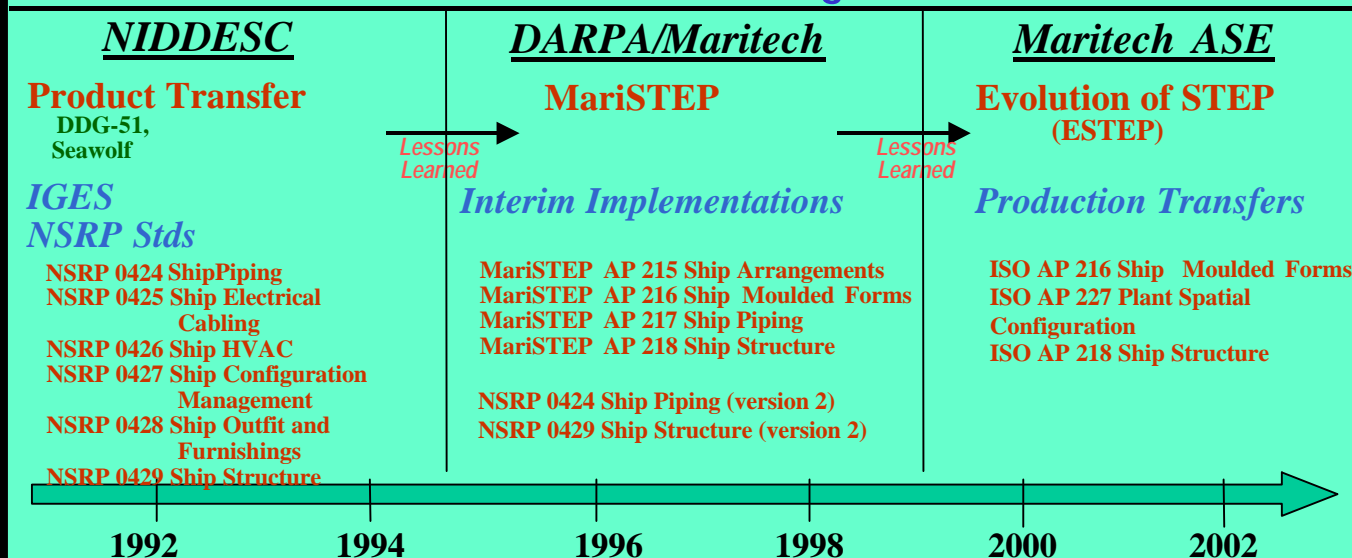 NIDDESC
Product Transfer
DDG-51,
Seawolf
IGES
NSRP Stds
NSRP 0424 ShipPiping
NSRP 0425 Ship Electrical
Cabling
NSRP 0426 Ship HVAC
NSRP 0427 Ship Configuration
Management
NSRP 0428 Ship Outfit and
Furnishings
NSRP 0429 Ship Structure
Lessons
Learned
DARPA/Maritech
MariSTEP
Interim Implementations
MariSTEP AP 215 Ship Arrangements
MariSTEP AP 216 Ship Moulded Forms
MariSTEP AP 217 Ship Piping
MariSTEP AP 218 Ship Structure
NSRP 0424 Ship Piping (version 2)
NSRP 0429 Ship Structure (version 2)
Lessons
Learned
Maritech ASE
Evolution of STEP
(ESTEP)
Production Transfers
ISO AP 216 Ship Moulded Forms
ISO AP 227 Plant Spatial
Configuration
ISO AP 218 Ship Structure
1992 1994 1996 1998 2000 2002